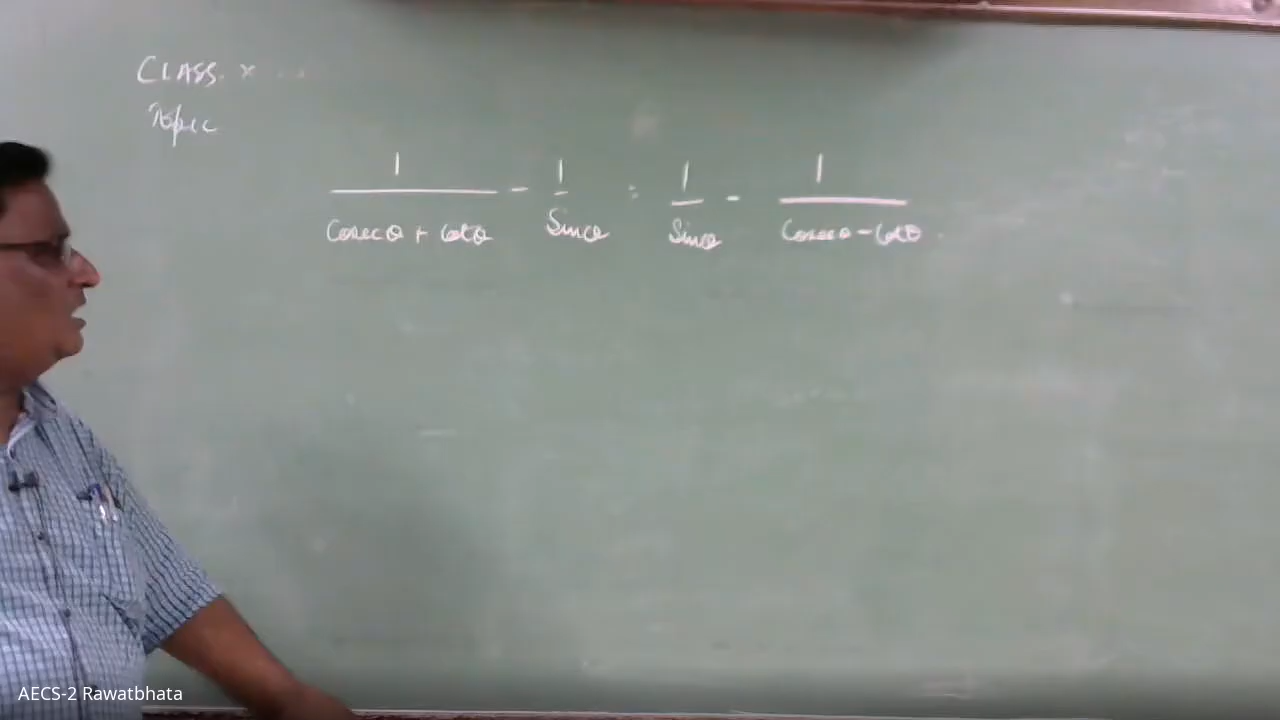 CLASS X
Topic
1 / (Cosecθ + Cotθ) - 1 / Sinθ = 1 / Sinθ - 1 / (Cosecθ - Cotθ)
AECS-2 Rawatbhata